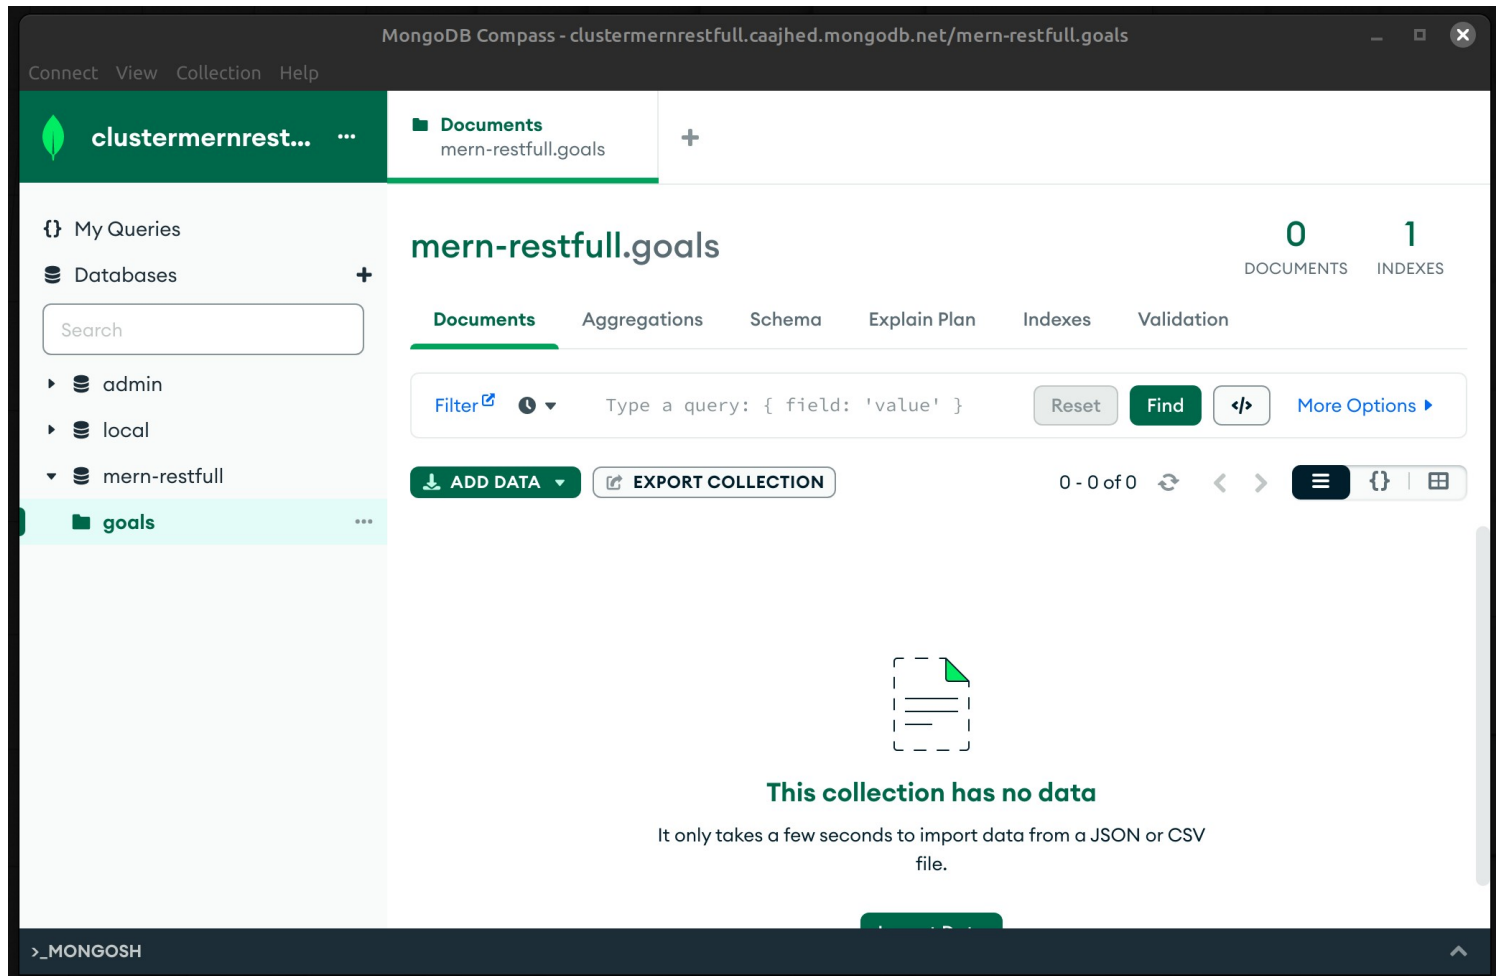 MongoDB Compass - clustermernrestfull.caajhed.mongodb.net/mern-restfull.goals
Connect View Collection Help
clustermernrest... ...
Documents
mern-restfull.goals
+
{} My Queries
Databases +
Search
admin
local
mern-restfull
goals ...
mern-restfull.goals
0
DOCUMENTS
1
INDEXES
Documents Aggregations Schema Explain Plan Indexes Validation
Filter Type a query: { field: 'value' } Reset Find </> More Options
ADD DATA EXPORT COLLECTION 0 - 0 of 0 {}
This collection has no data
It only takes a few seconds to import data from a JSON or CSV
file.
>_MONGOSH